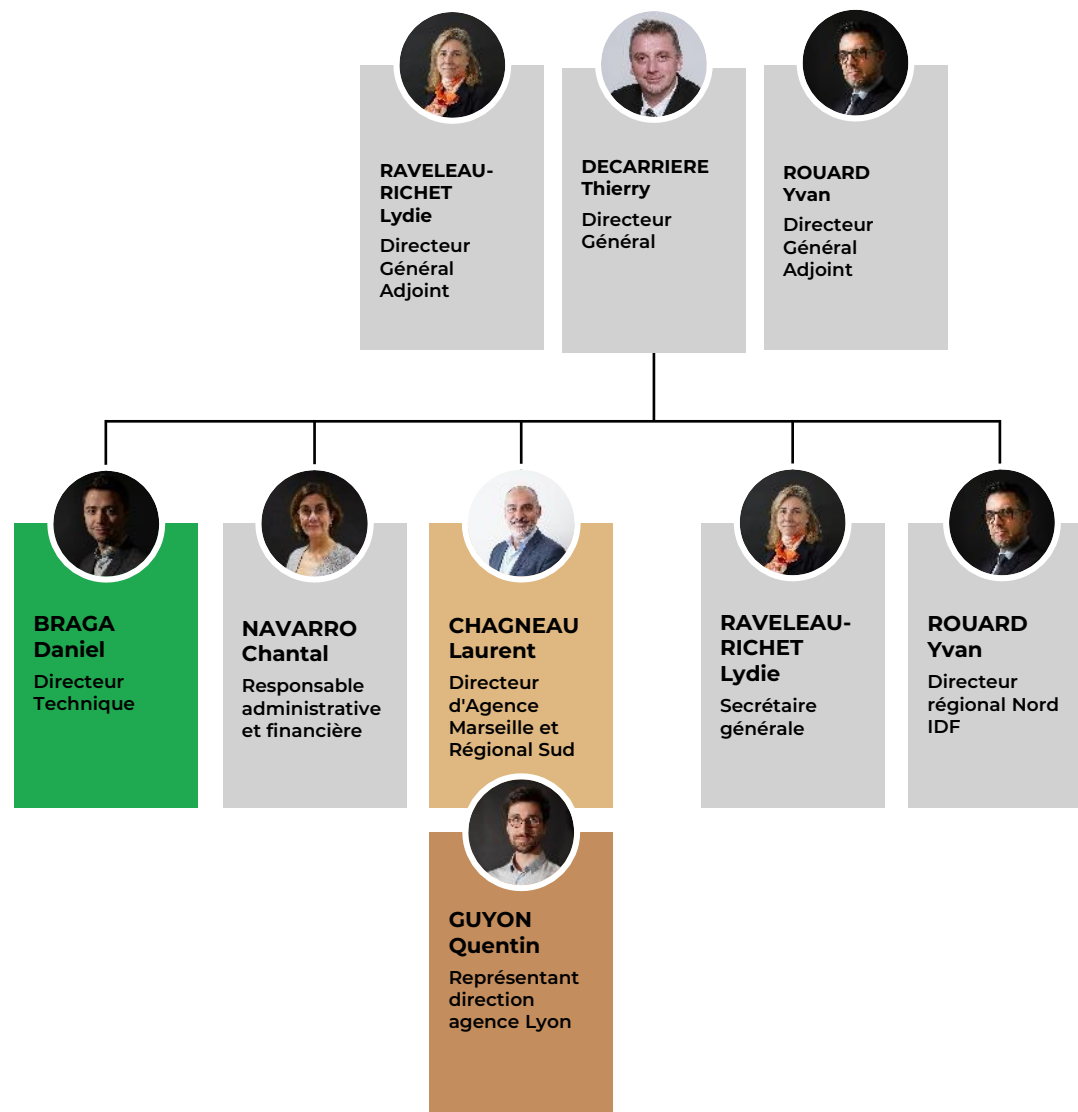 RAVELEAU-
RICHET
Lydie
Directeur
Général
Adjoint
DECARRIERE
Thierry
Directeur
Général
ROUARD
Yvan
Directeur
Général
Adjoint
BRAGA
Daniel
Directeur
Technique
NAVARRO
Chantal
Responsable
administrative
et financière
CHAGNEAU
Laurent
Directeur
d'Agence
Marseille et
Régional Sud
RAVELEAU-
RICHET
Lydie
Secrétaire
générale
ROUARD
Yvan
Directeur
régional Nord
IDF
GUYON
Quentin
Représentant
direction
agence Lyon